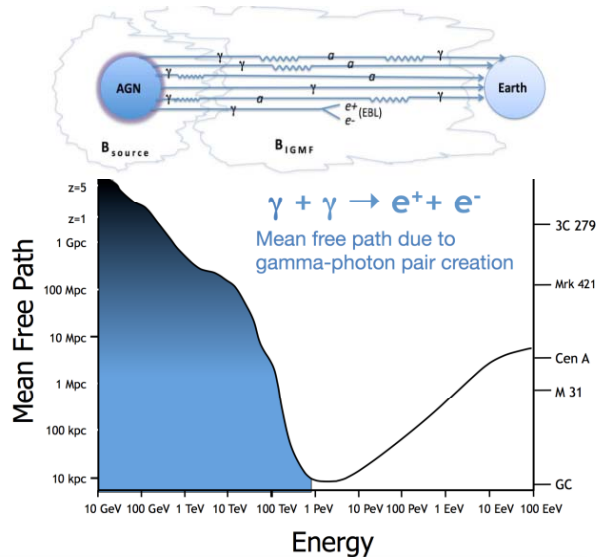 γ a γ
γ a
γ a
AGN γ Earth
γ a γ
γ e+
e- (EBL)
B source
B IGMF
γ + γ → e⁺ + e⁻
Mean free path due to
gamma-photon pair creation
Mean Free Path
z=5
z=1
1 Gpc
100 Mpc
10 Mpc
1 Mpc
100 kpc
10 kpc
3C 279
Mrk 421
Cen A
M 31
GC
10 GeV 100 GeV 1 TeV 10 TeV 100 TeV 1 PeV 10 PeV 100 PeV 1 EeV 10 EeV 100 EeV
Energy